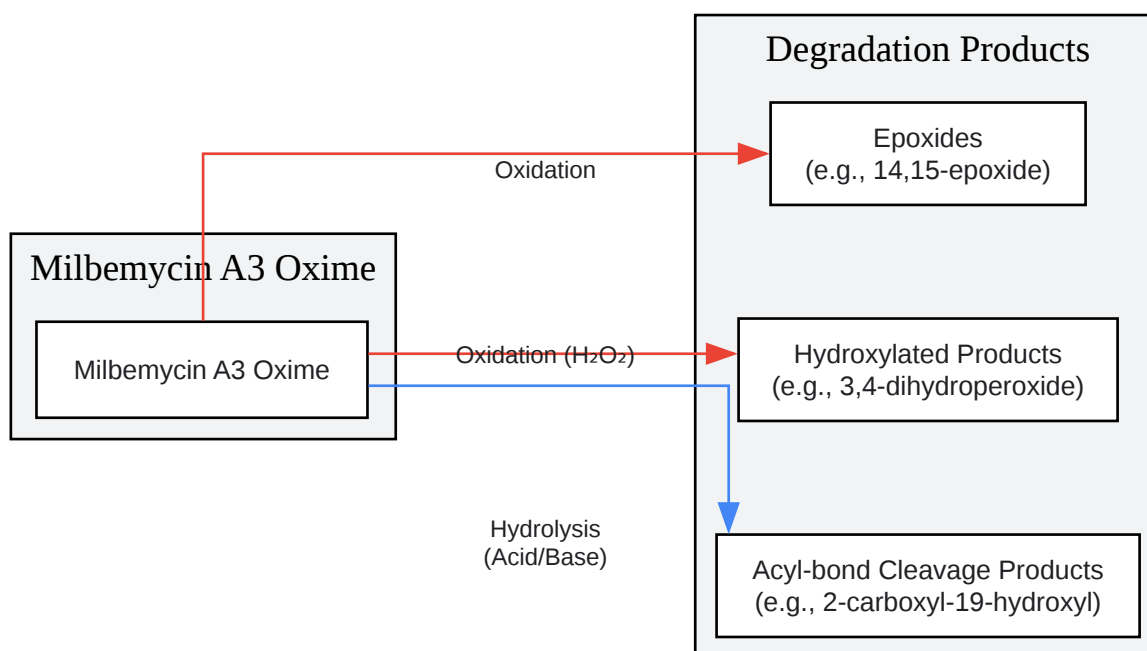 Degradation Products
Epoxides
(e.g., 14,15-epoxide)
Oxidation
Milbemycin A3 Oxime
Milbemycin A3 Oxime
Oxidation (H₂O₂)
Hydroxylated Products
(e.g., 3,4-dihydroperoxide)
Hydrolysis
(Acid/Base)
Acyl-bond Cleavage Products
(e.g., 2-carboxyl-19-hydroxyl)